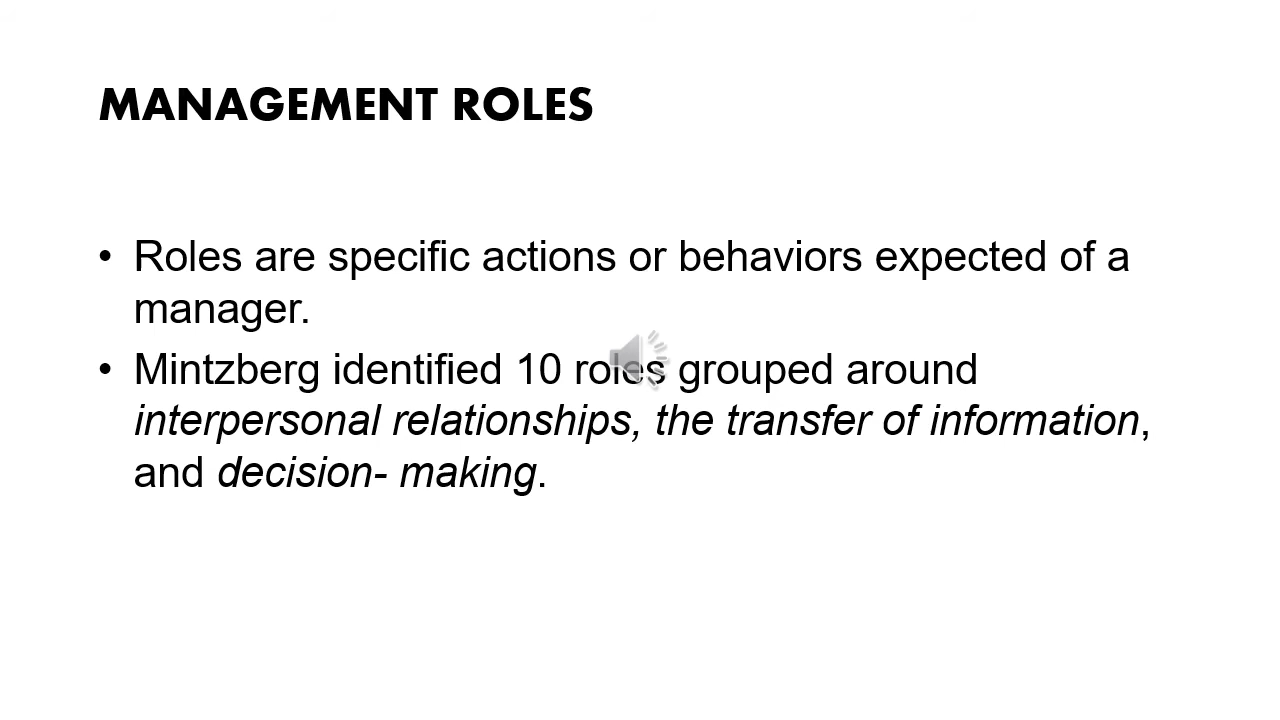 MANAGEMENT ROLES
• Roles are specific actions or behaviors expected of a
manager.
• Mintzberg identified 10 roles grouped around
interpersonal relationships, the transfer of information,
and decision- making.